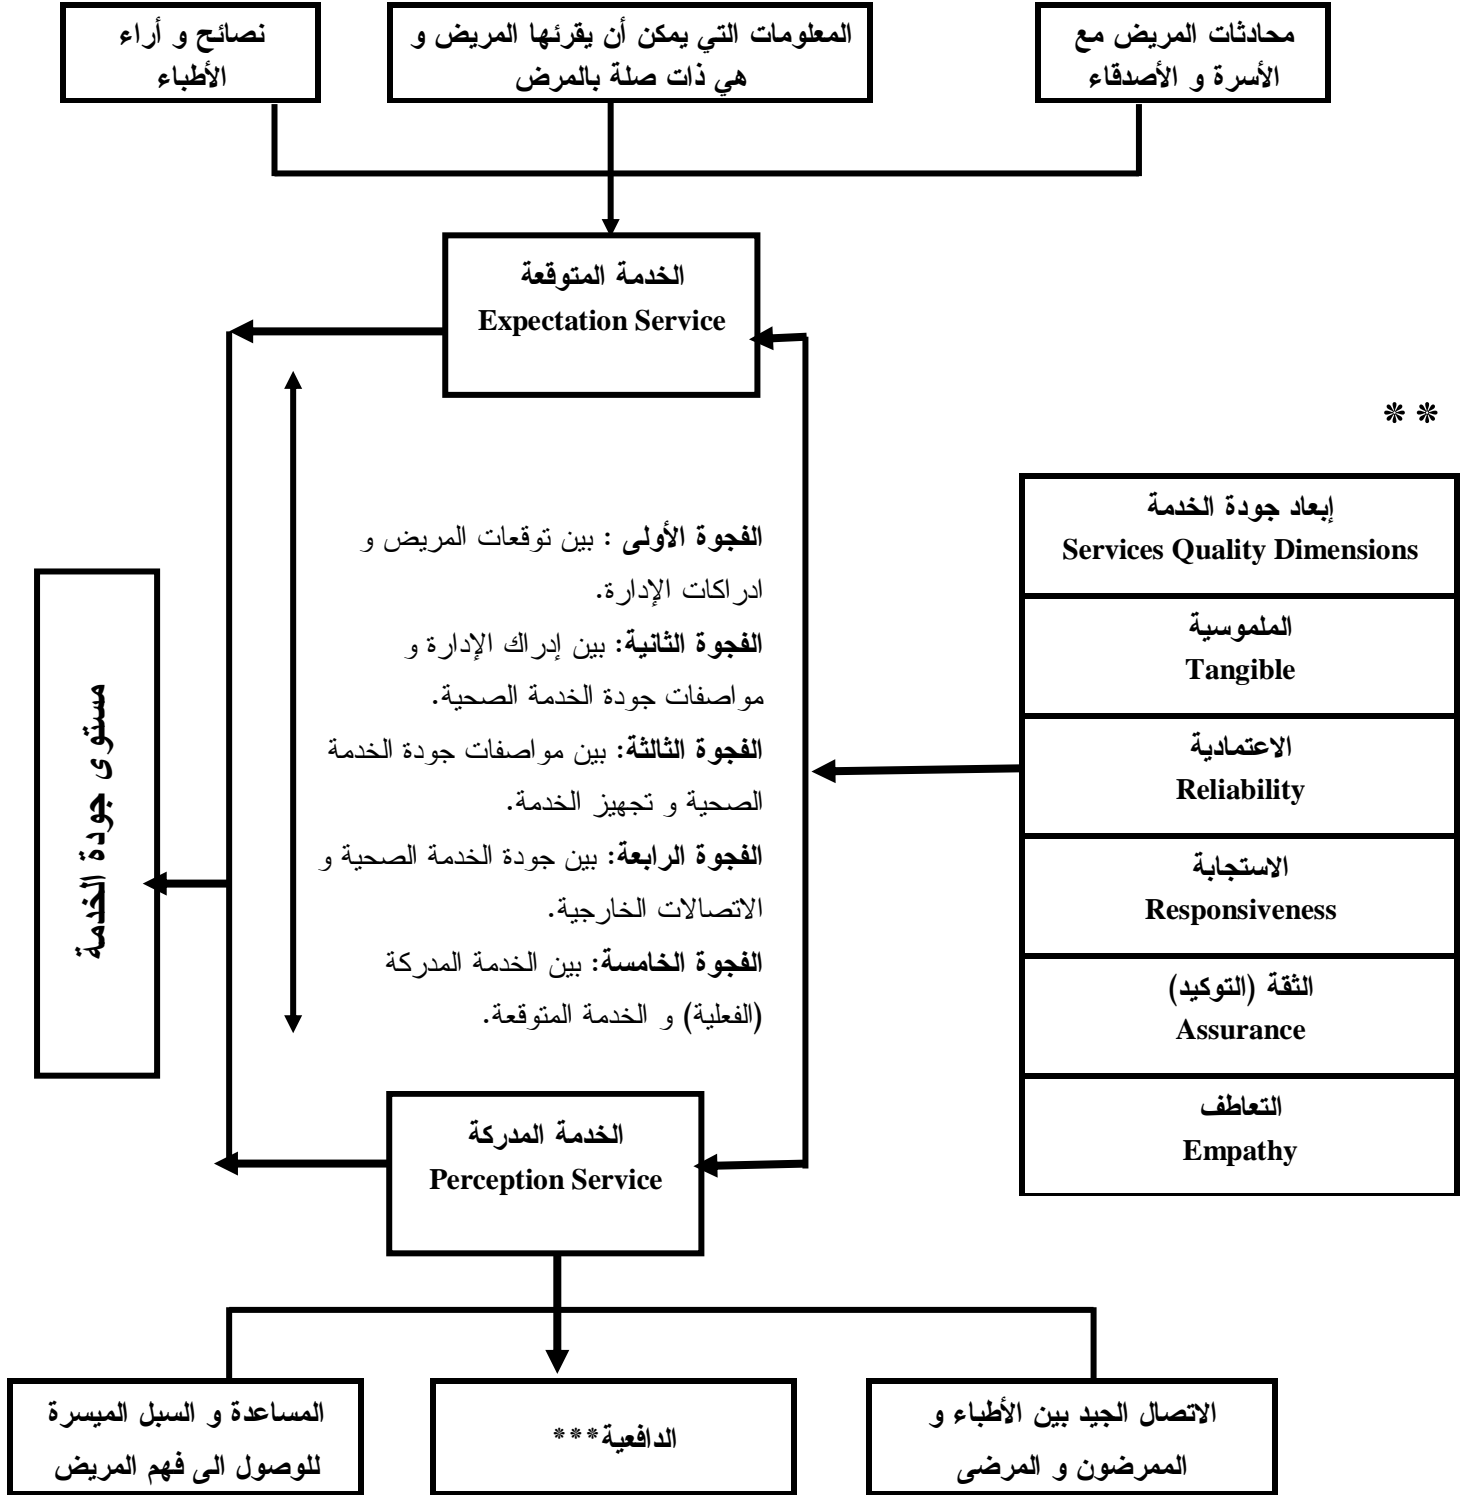 محادثات المريض مع
الأسرة و الأصدقاء
المعلومات التي يمكن أن يقرئها المريض و
هي ذات صلة بالمرض
نصائح و أراء
الأطباء
الخدمة المتوقعة
Expectation Service
**
إبعاد جودة الخدمة
Services Quality Dimensions
الملموسية
Tangible
الاعتمادية
Reliability
الاستجابة
Responsiveness
الثقة (التوكيد)
Assurance
التعاطف
Empathy
الفجوة الأولى : بين توقعات المريض و
ادراكات الإدارة.
الفجوة الثانية: بين إدراك الإدارة و
مواصفات جودة الخدمة الصحية.
الفجوة الثالثة: بين مواصفات جودة الخدمة
الصحية و تجهيز الخدمة.
الفجوة الرابعة: بين جودة الخدمة الصحية و
الاتصالات الخارجية.
الفجوة الخامسة: بين الخدمة المدركة
(الفعلية) و الخدمة المتوقعة.
مستوى جودة الخدمة
الخدمة المدركة
Perception Service
الاتصال الجيد بين الأطباء و
الممرضون و المرضى
الدافعية***
المساعدة و السبل الميسرة
للوصول الى فهم المريض